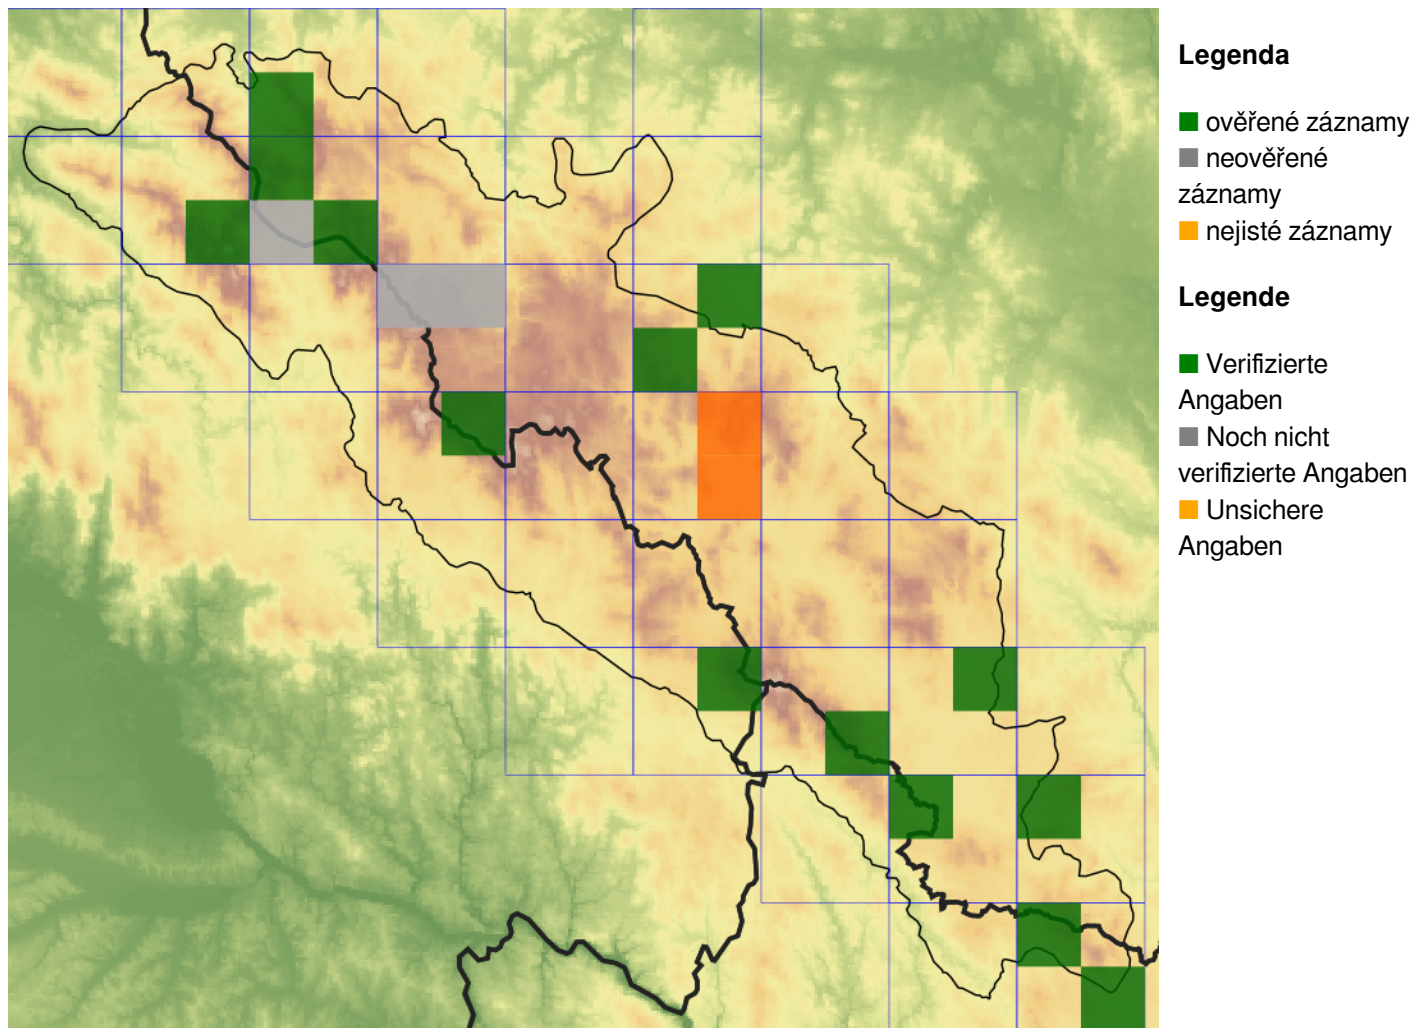 Legenda
ověřené záznamy
neověřené
záznamy
nejisté záznamy
Legende
Verifizierte
Angaben
Noch nicht
verifizierte Angaben
Unsichere
Angaben